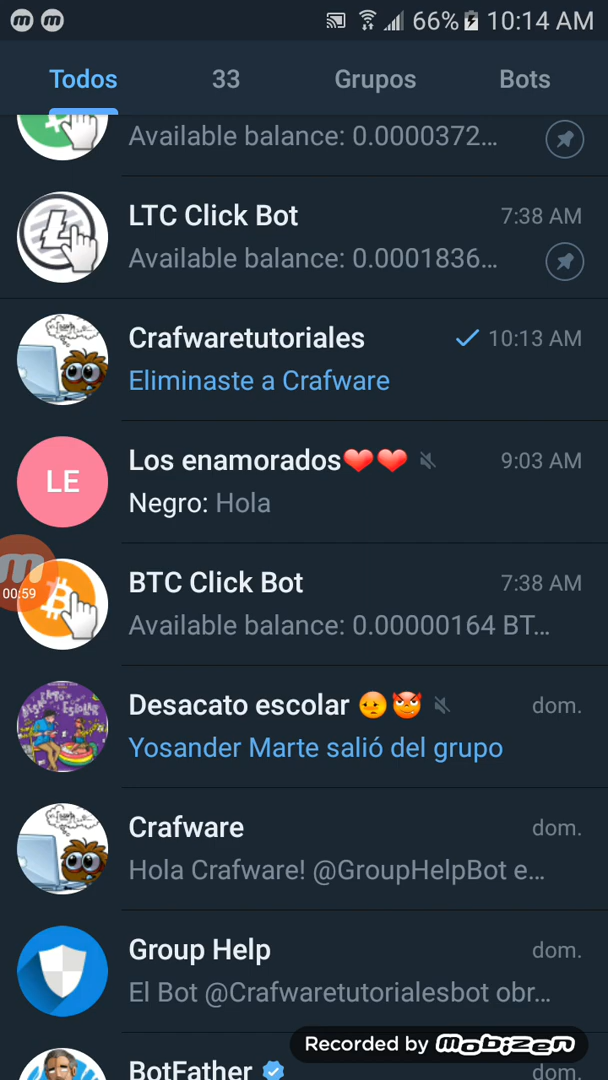 66% 10:14 AM
Todos 33 Grupos Bots
Available balance: 0.0000372...
LTC Click Bot 7:38 AM
Available balance: 0.0001836...
Crafwaretutoriales 10:13 AM
Eliminaste a Crafware
LE
Los enamorados❤️❤️ 9:03 AM
Negro: Hola
00:59
BTC Click Bot 7:38 AM
Available balance: 0.00000164 BT...
DESACATO ESCOLAR
Desacato escolar 😳😈 dom.
Yosander Marte salió del grupo
Crafware dom.
Hola Crafware! @GroupHelpBot e...
Group Help dom.
El Bot @Crafwaretutorialesbot obr...
Recorded by Mobizen
BotFather dom.